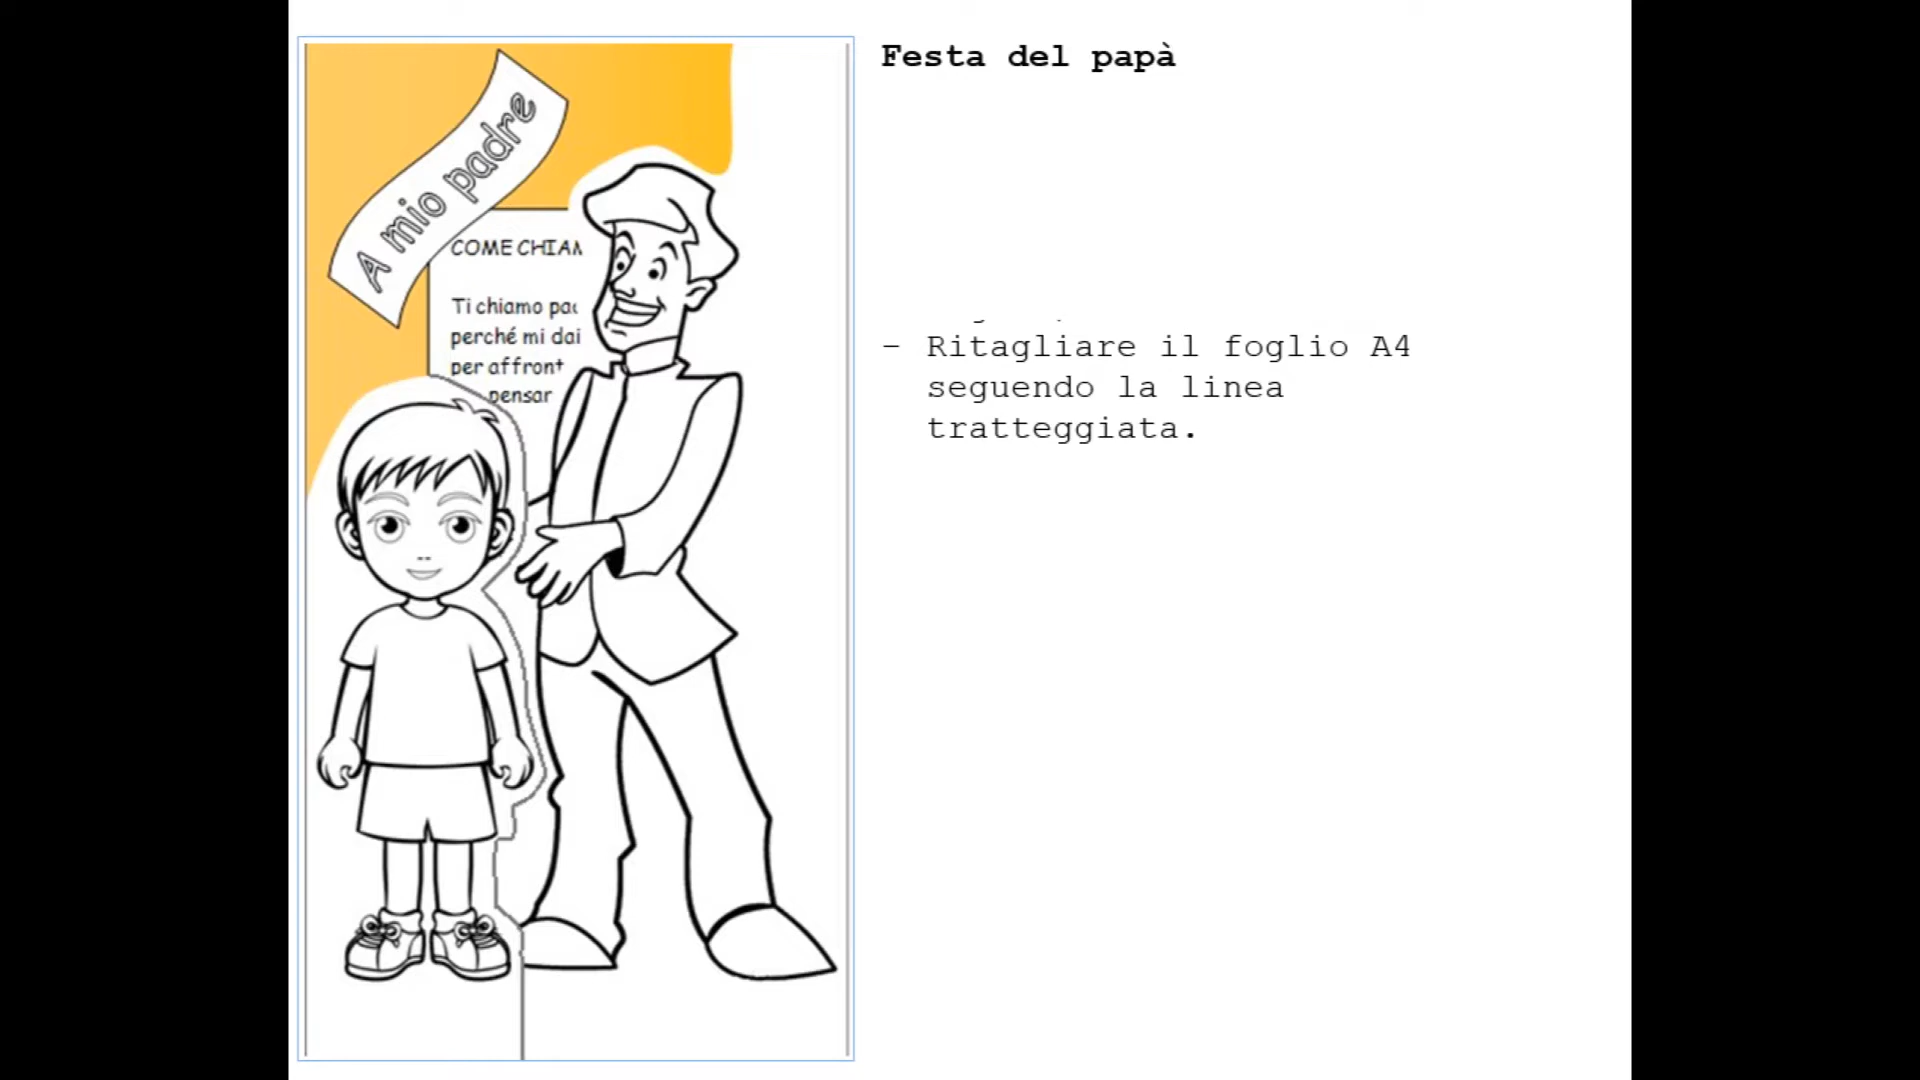 Festa del papà
A mio padre
COME CHIAM
Ti chiamo pad
perché mi dai
per affront
pensar
- Ritagliare il foglio A4
seguendo la linea
tratteggiata.